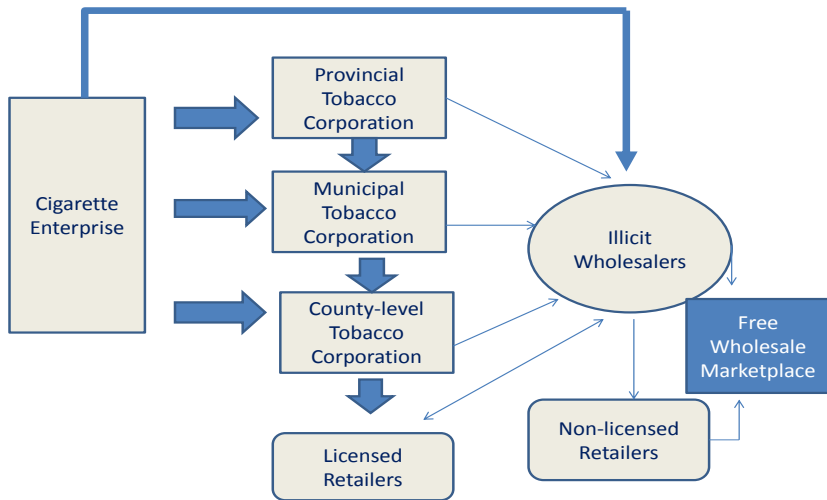 Cigarette
Enterprise
Provincial
Tobacco
Corporation
Municipal
Tobacco
Corporation
County-level
Tobacco
Corporation
Licensed
Retailers
Illicit
Wholesalers
Non-licensed
Retailers
Free
Wholesale
Marketplace